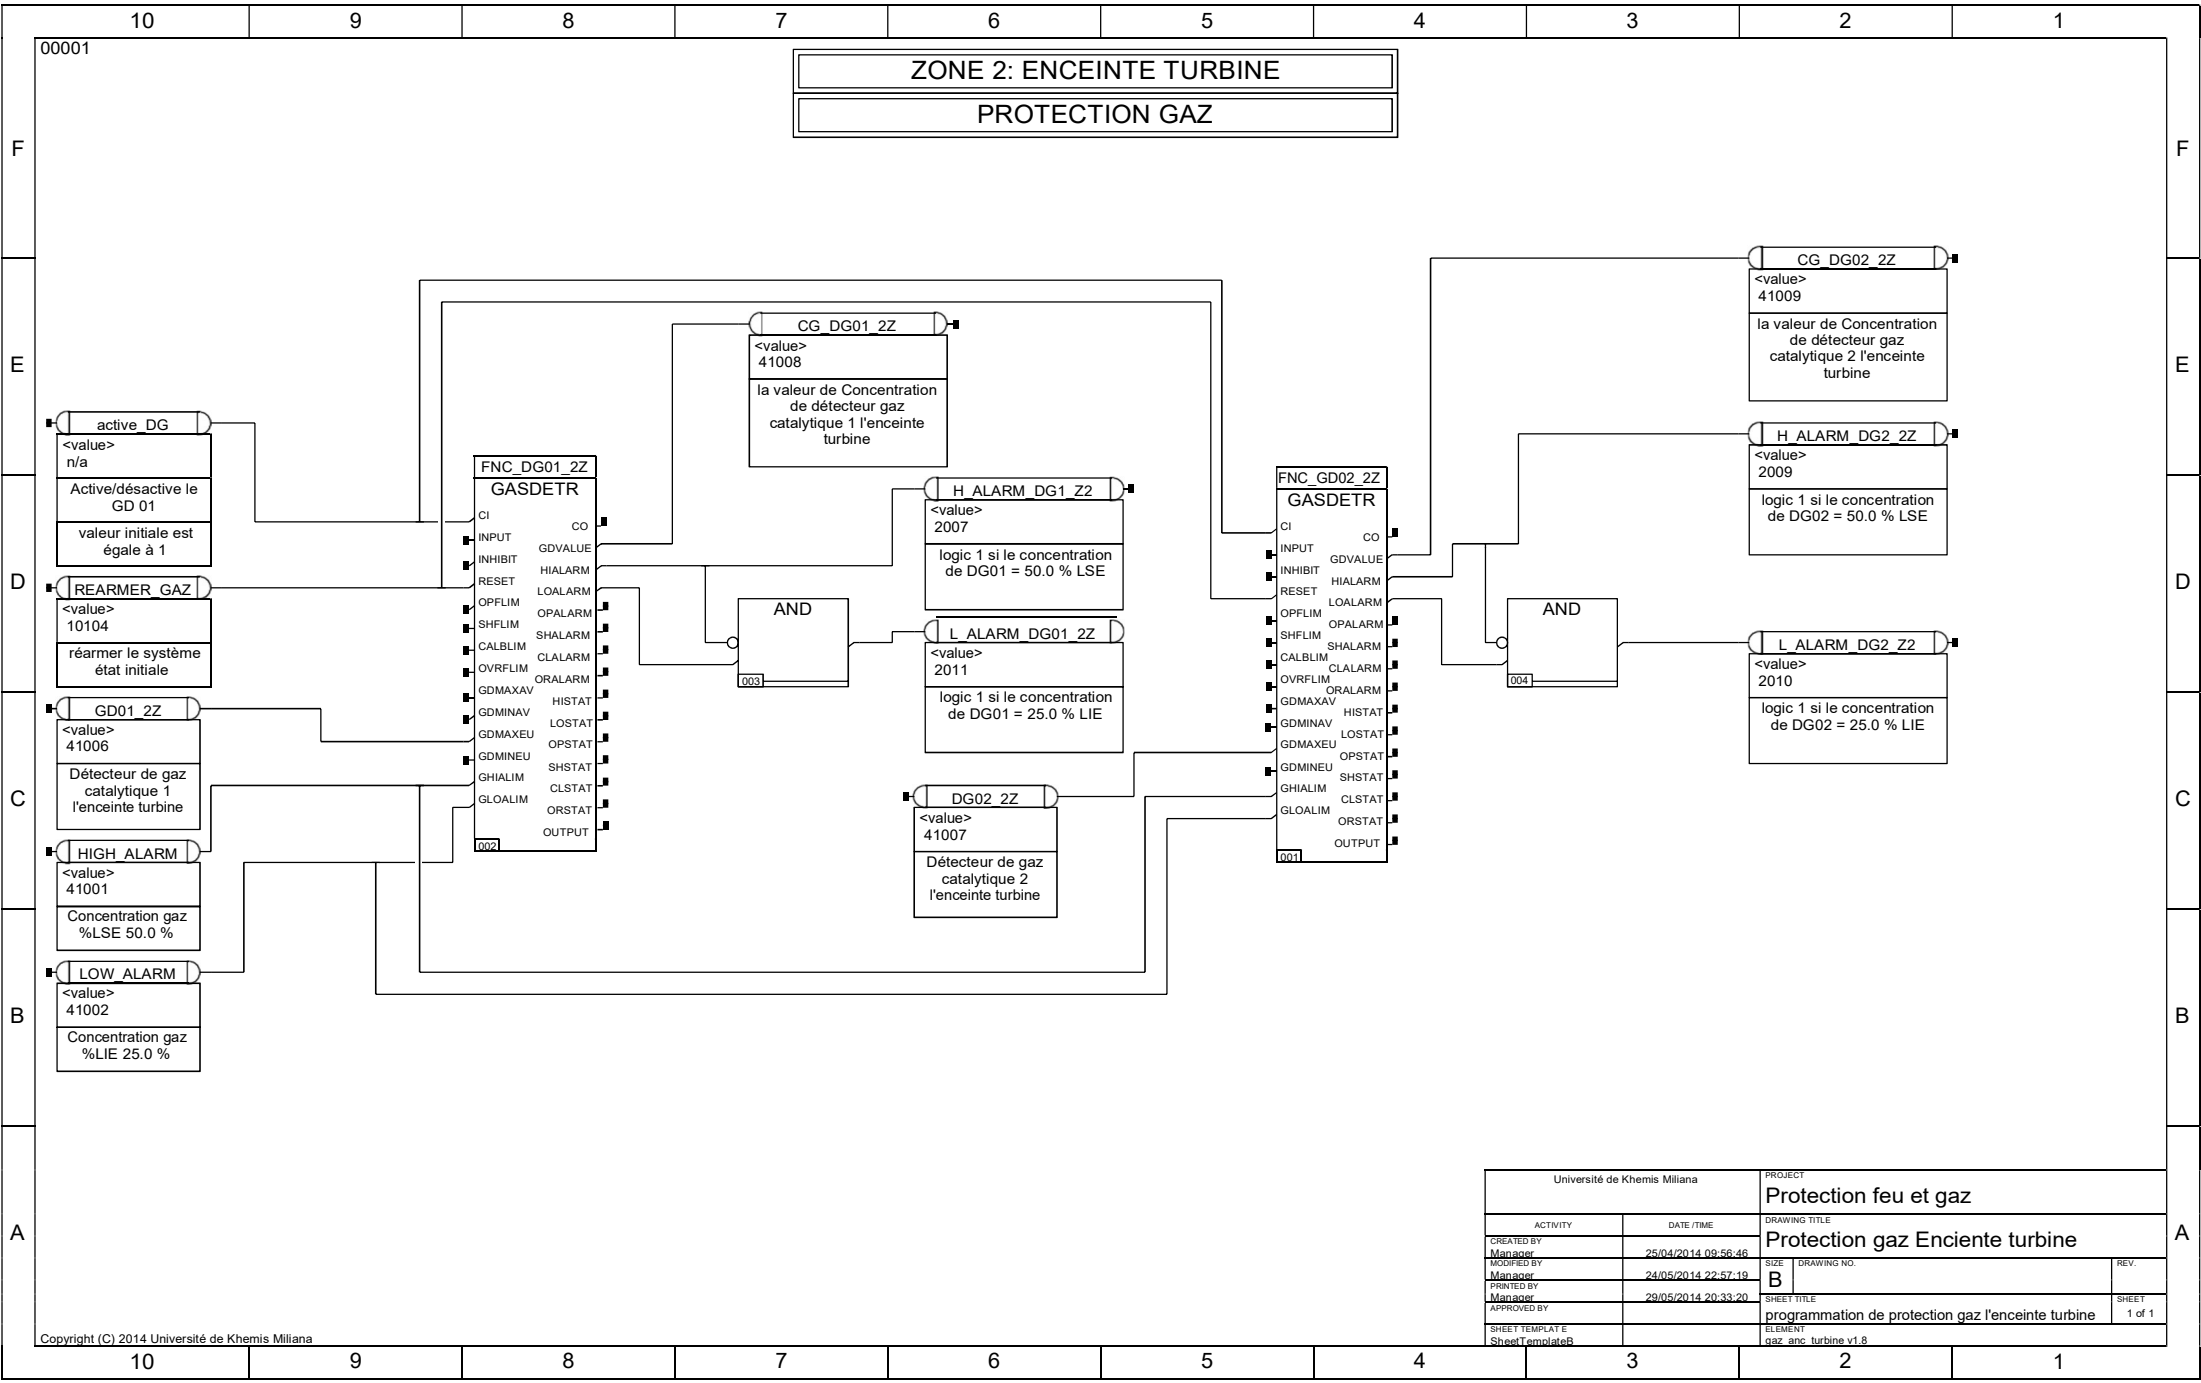 10 9 8 7 6 5 4 3 2 1
00001
ZONE 2: ENCEINTE TURBINE
PROTECTION GAZ
F
F
E
E
D
D
C
C
B
B
A
A
active_DG
<value>
n/a
Active/désactive le
GD 01
valeur initiale est
égale à 1
REARMER_GAZ
<value>
10104
réarmer le système
état initiale
GD01_2Z
<value>
41006
Détecteur de gaz
catalytique 1
l'enceinte turbine
HIGH_ALARM
<value>
41001
Concentration gaz
%LSE 50.0 %
LOW_ALARM
<value>
41002
Concentration gaz
%LIE 25.0 %
FNC_DG01_2Z
GASDETR
CI
INPUT
INHIBIT
RESET
OPFLIM
SHFLIM
CALBLIM
OVRFLIM
GDMAXAV
GDMINAV
GDMAXEU
GDMINEU
GHIALIM
GLOALIM
CO
GDVALUE
HIALARM
LOALARM
OPALARM
SHALARM
CLALARM
ORALARM
HISTAT
LOSTAT
OPSTAT
SHSTAT
CLSTAT
ORSTAT
OUTPUT
002
CG_DG01_2Z
<value>
41008
la valeur de Concentration
de détecteur gaz
catalytique 1 l'enceinte
turbine
AND
003
H_ALARM_DG1_Z2
<value>
2007
logic 1 si le concentration
de DG01 = 50.0 % LSE
L_ALARM_DG01_2Z
<value>
2011
logic 1 si le concentration
de DG01 = 25.0 % LIE
DG02_2Z
<value>
41007
Détecteur de gaz
catalytique 2
l'enceinte turbine
FNC_GD02_2Z
GASDETR
CI
INPUT
INHIBIT
RESET
OPFLIM
SHFLIM
CALBLIM
OVRFLIM
GDMAXAV
GDMINAV
GDMAXEU
GDMINEU
GHIALIM
GLOALIM
CO
GDVALUE
HIALARM
LOALARM
OPALARM
SHALARM
CLALARM
ORALARM
HISTAT
LOSTAT
OPSTAT
SHSTAT
CLSTAT
ORSTAT
OUTPUT
001
AND
004
CG_DG02_2Z
<value>
41009
la valeur de Concentration
de détecteur gaz
catalytique 2 l'enceinte
turbine
H_ALARM_DG2_2Z
<value>
2009
logic 1 si le concentration
de DG02 = 50.0 % LSE
L_ALARM_DG2_Z2
<value>
2010
logic 1 si le concentration
de DG02 = 25.0 % LIE
Université de Khemis Miliana
PROJECT
Protection feu et gaz
ACTIVITY DATE /TIME
DRAWING TITLE
Protection gaz Enciente turbine
CREATED BY
Manager 25/04/2014 09:56:46
MODIFIED BY
Manager 24/05/2014 22:57:19
PRINTED BY
Manager 29/05/2014 20:33:20
APPROVED BY
SHEET TEMPLAT E
SheetTemplateB
SIZE
B
DRAWING NO.
REV.
SHEET TITLE
programmation de protection gaz l'enceinte turbine
SHEET
1 of 1
ELEMENT
gaz_anc_turbine v1.8
Copyright (C) 2014 Université de Khemis Miliana
10 9 8 7 6 5 4 3 2 1